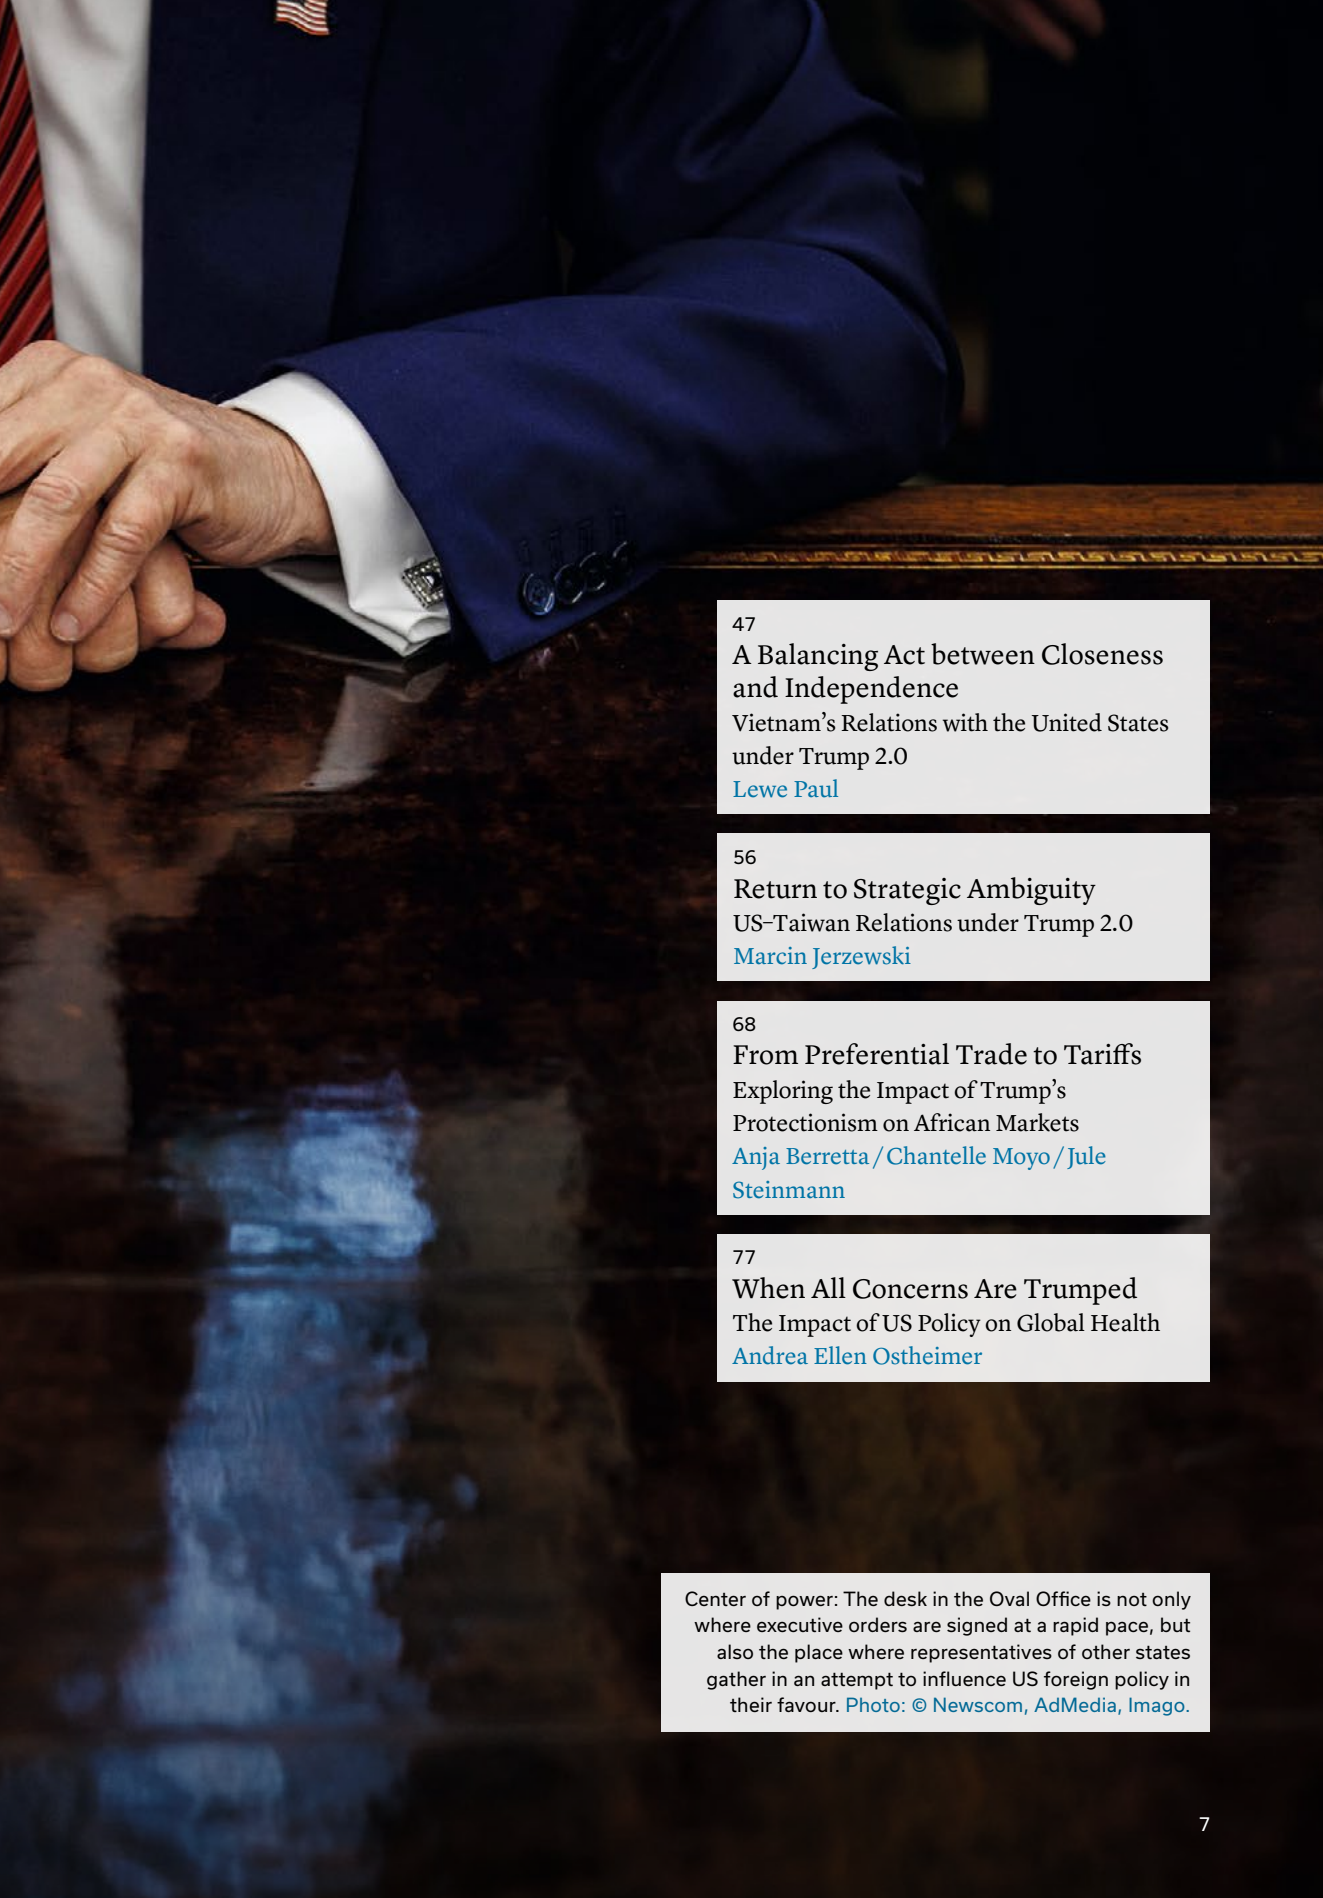 47
A Balancing Act between Closeness
and Independence
Vietnam’s Relations with the United States
under Trump 2.0
Lewe Paul
56
Return to Strategic Ambiguity
US–Taiwan Relations under Trump 2.0
Marcin Jerzewski
68
From Preferential Trade to Tariffs
Exploring the Impact of Trump’s
Protectionism on African Markets
Anja Berretta / Chantelle Moyo / Jule
Steinmann
77
When All Concerns Are Trumped
The Impact of US Policy on Global Health
Andrea Ellen Ostheimer
Center of power: The desk in the Oval Office is not only
where executive orders are signed at a rapid pace, but
also the place where representatives of other states
gather in an attempt to influence US foreign policy in
their favour. Photo: © Newscom, AdMedia, Imago.
7